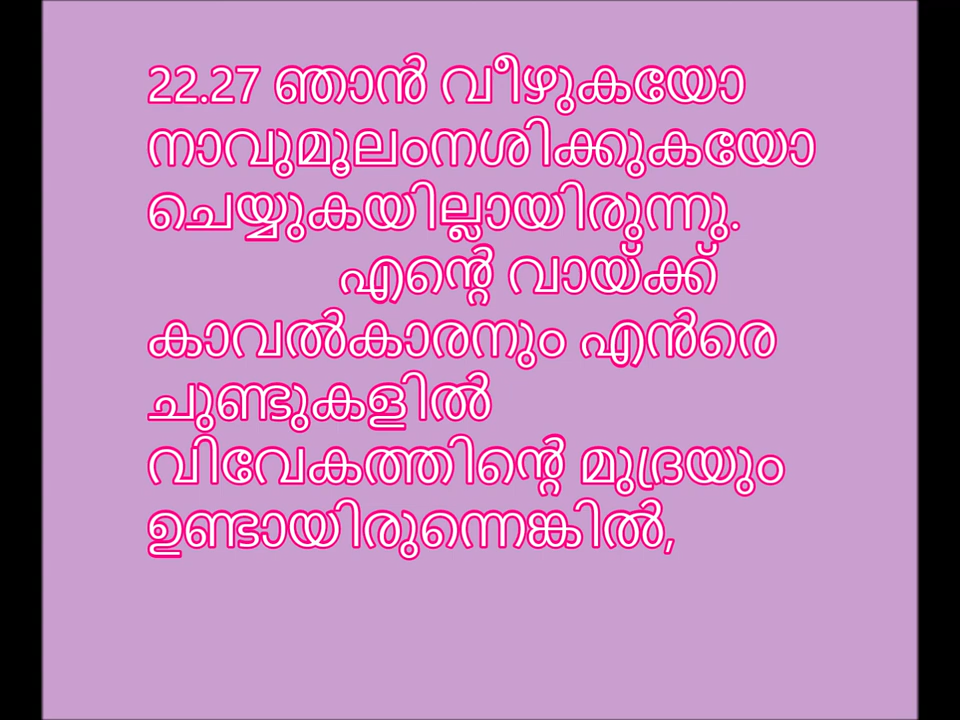 22.27 ഞാൻ വീഴുകയോ
നാവുമൂലംനശിക്കുകയോ
ചെയ്യുകയില്ലായിരുന്നു.
എന്റെ വായ്ക്ക്
കാവൽകാരനും എൻരെ
ചുണ്ടുകളിൽ
വിവേകത്തിന്റെ മുദ്രയും
ഉണ്ടായിരുന്നെങ്കിൽ,